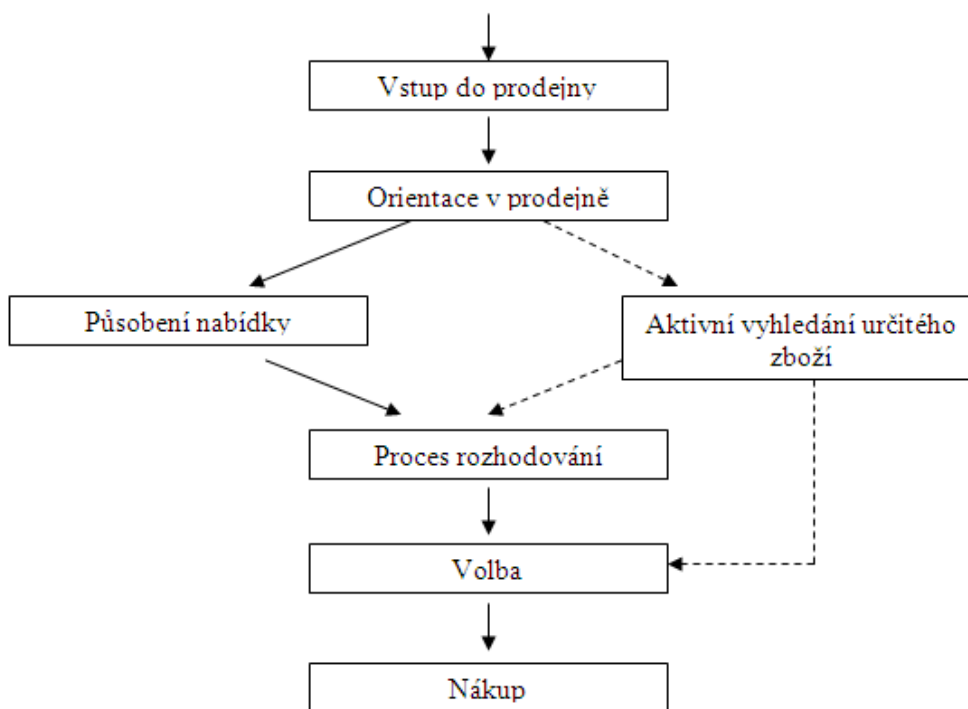 Vstup do prodejny
Orientace v prodejně
Působení nabídky
Aktivní vyhledání určitého
zboží
Proces rozhodování
Volba
Nákup